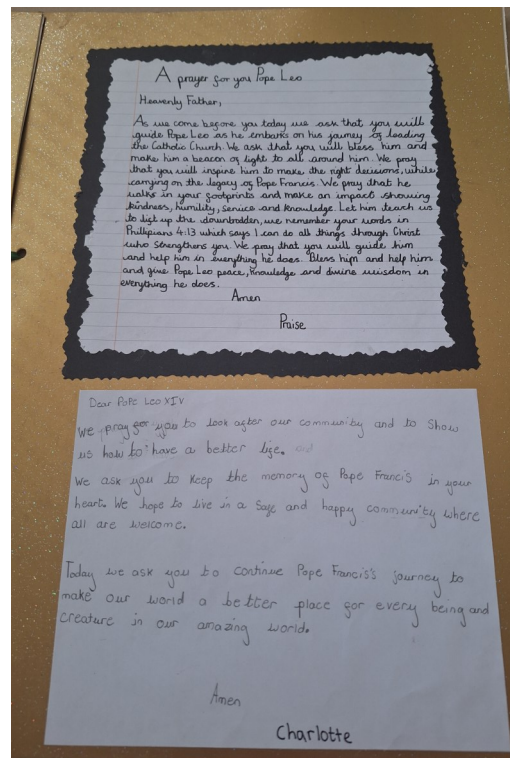 A prayer for you Pope Leo
Heavenly Father,
As we come before you today we ask that you will
guide Pope Leo as he embarks on his journey of leading
the Catholic Church. We ask that you will bless him and
make him a beacon of light to all around him. We pray
that you will inspire him to make the right decisions, while
carrying on the legacy of Pope Francis. We pray that he
walks in your footprints and make an impact showing
kindness, humility, service and knowledge. Let him teach us
to lift up the downtrodden, we remember your words in
Phillipians 4:13 which says I can do all things through Christ
who strengthens you. We pray that you will guide him
and help him in everything he does. Bless him and help him
and give Pope Leo peace, knowledge and divine wisdom in
everything he does.
Amen
Praise
Dear Pope Leo XIV
We pray for you to look after our community and to Show
us how to have a better life.
We ask you to keep the memory of Pope Francis in your
heart. We hope to live in a safe and happy community where
all are welcome.
Today we ask you to continue Pope Francis's journey to
make our world a better place for every being and
creature in our amazing world.
Amen
Charlotte